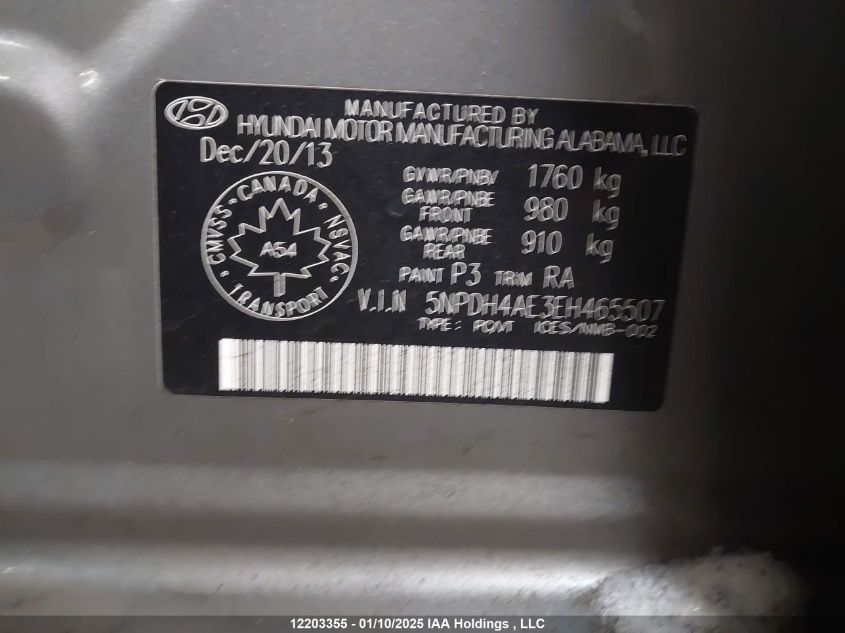 MANUFACTURED BY
HYUNDAI MOTOR MANUFACTURING ALABAMA, LLC
Dec/20/13
GVWR/PNBV 1760 kg
GAWR/PNBE
FRONT 980 kg
GAWR/PNBE
REAR 910 kg
PAINT P3 TRIM RA
V.I.N 5NPDH4AE3EH465507
TYPE: PCNT ICES/NMB-002
CANADA
CMVSS NSVAC
A54
TRANSPORT
12203355 - 01/10/2025 IAA Holdings , LLC